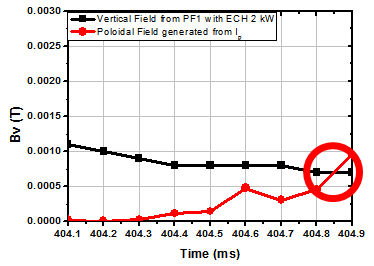 0.0030
Vertical Field from PF1 with ECH 2 kW
Poloidal Field generated from Ip
0.0025
0.0020
0.0015
0.0010
0.0005
0.0000
Bv (T)
404.1 404.2 404.3 404.4 404.5 404.6 404.7 404.8 404.9
Time (ms)